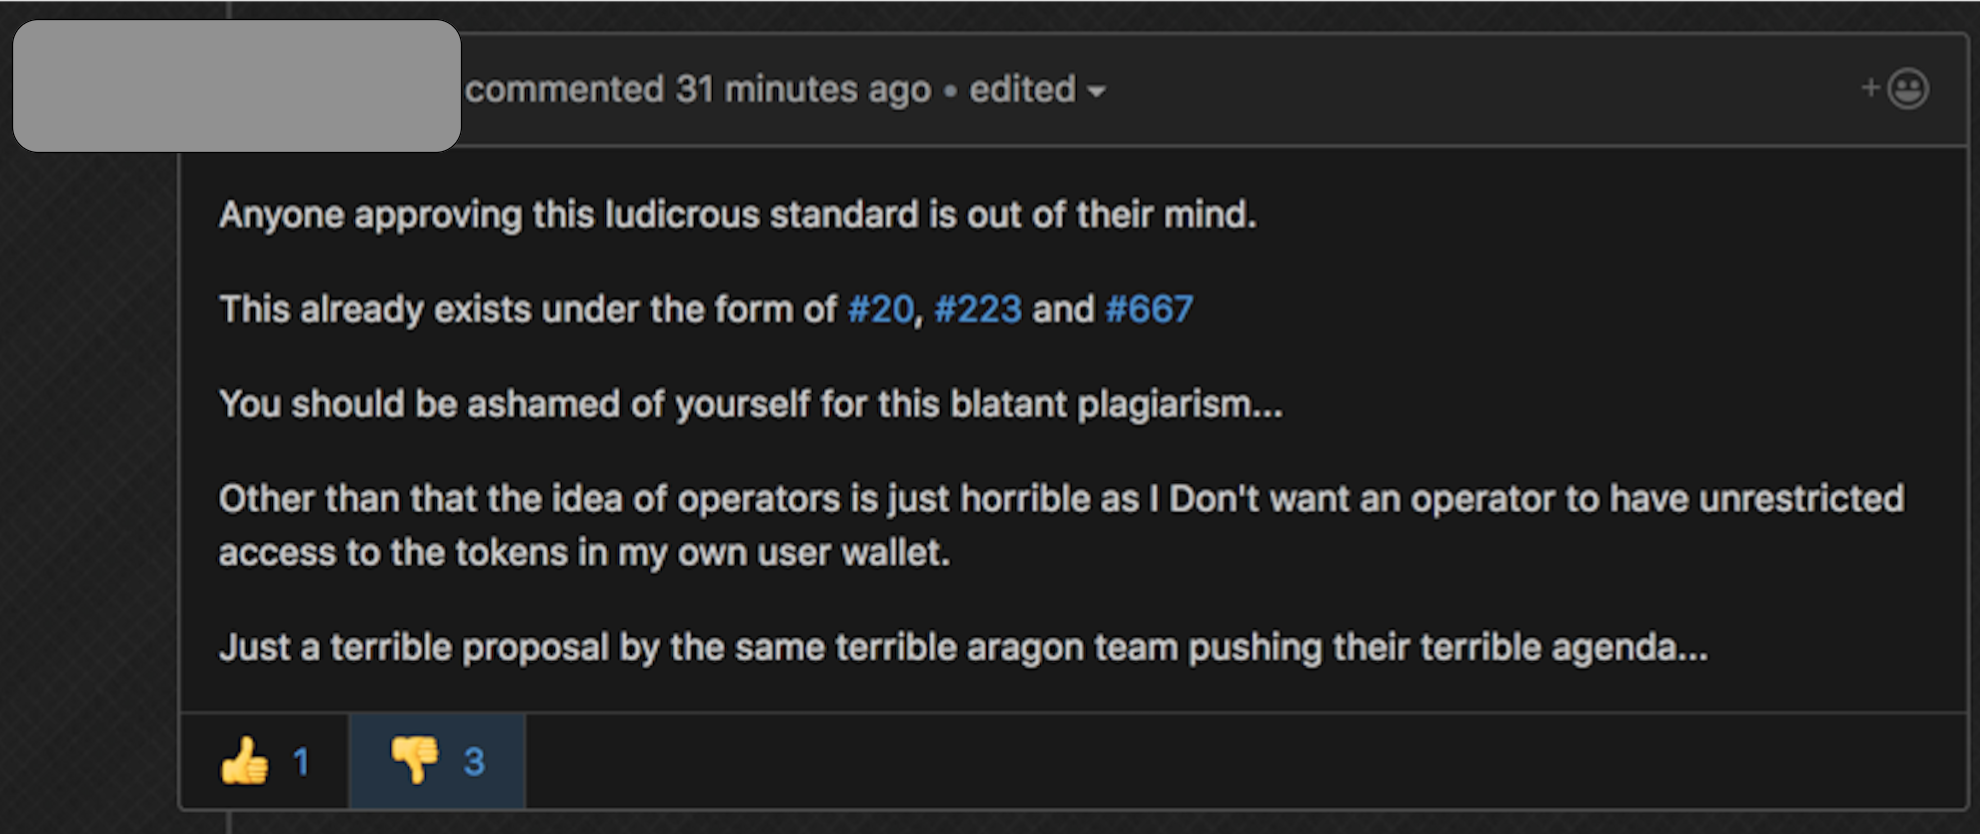 commented 31 minutes ago • edited
Anyone approving this ludicrous standard is out of their mind.
This already exists under the form of #20, #223 and #667
You should be ashamed of yourself for this blatant plagiarism...
Other than that the idea of operators is just horrible as I Don't want an operator to have unrestricted
access to the tokens in my own user wallet.
Just a terrible proposal by the same terrible aragon team pushing their terrible agenda...
👍 1 👎 3